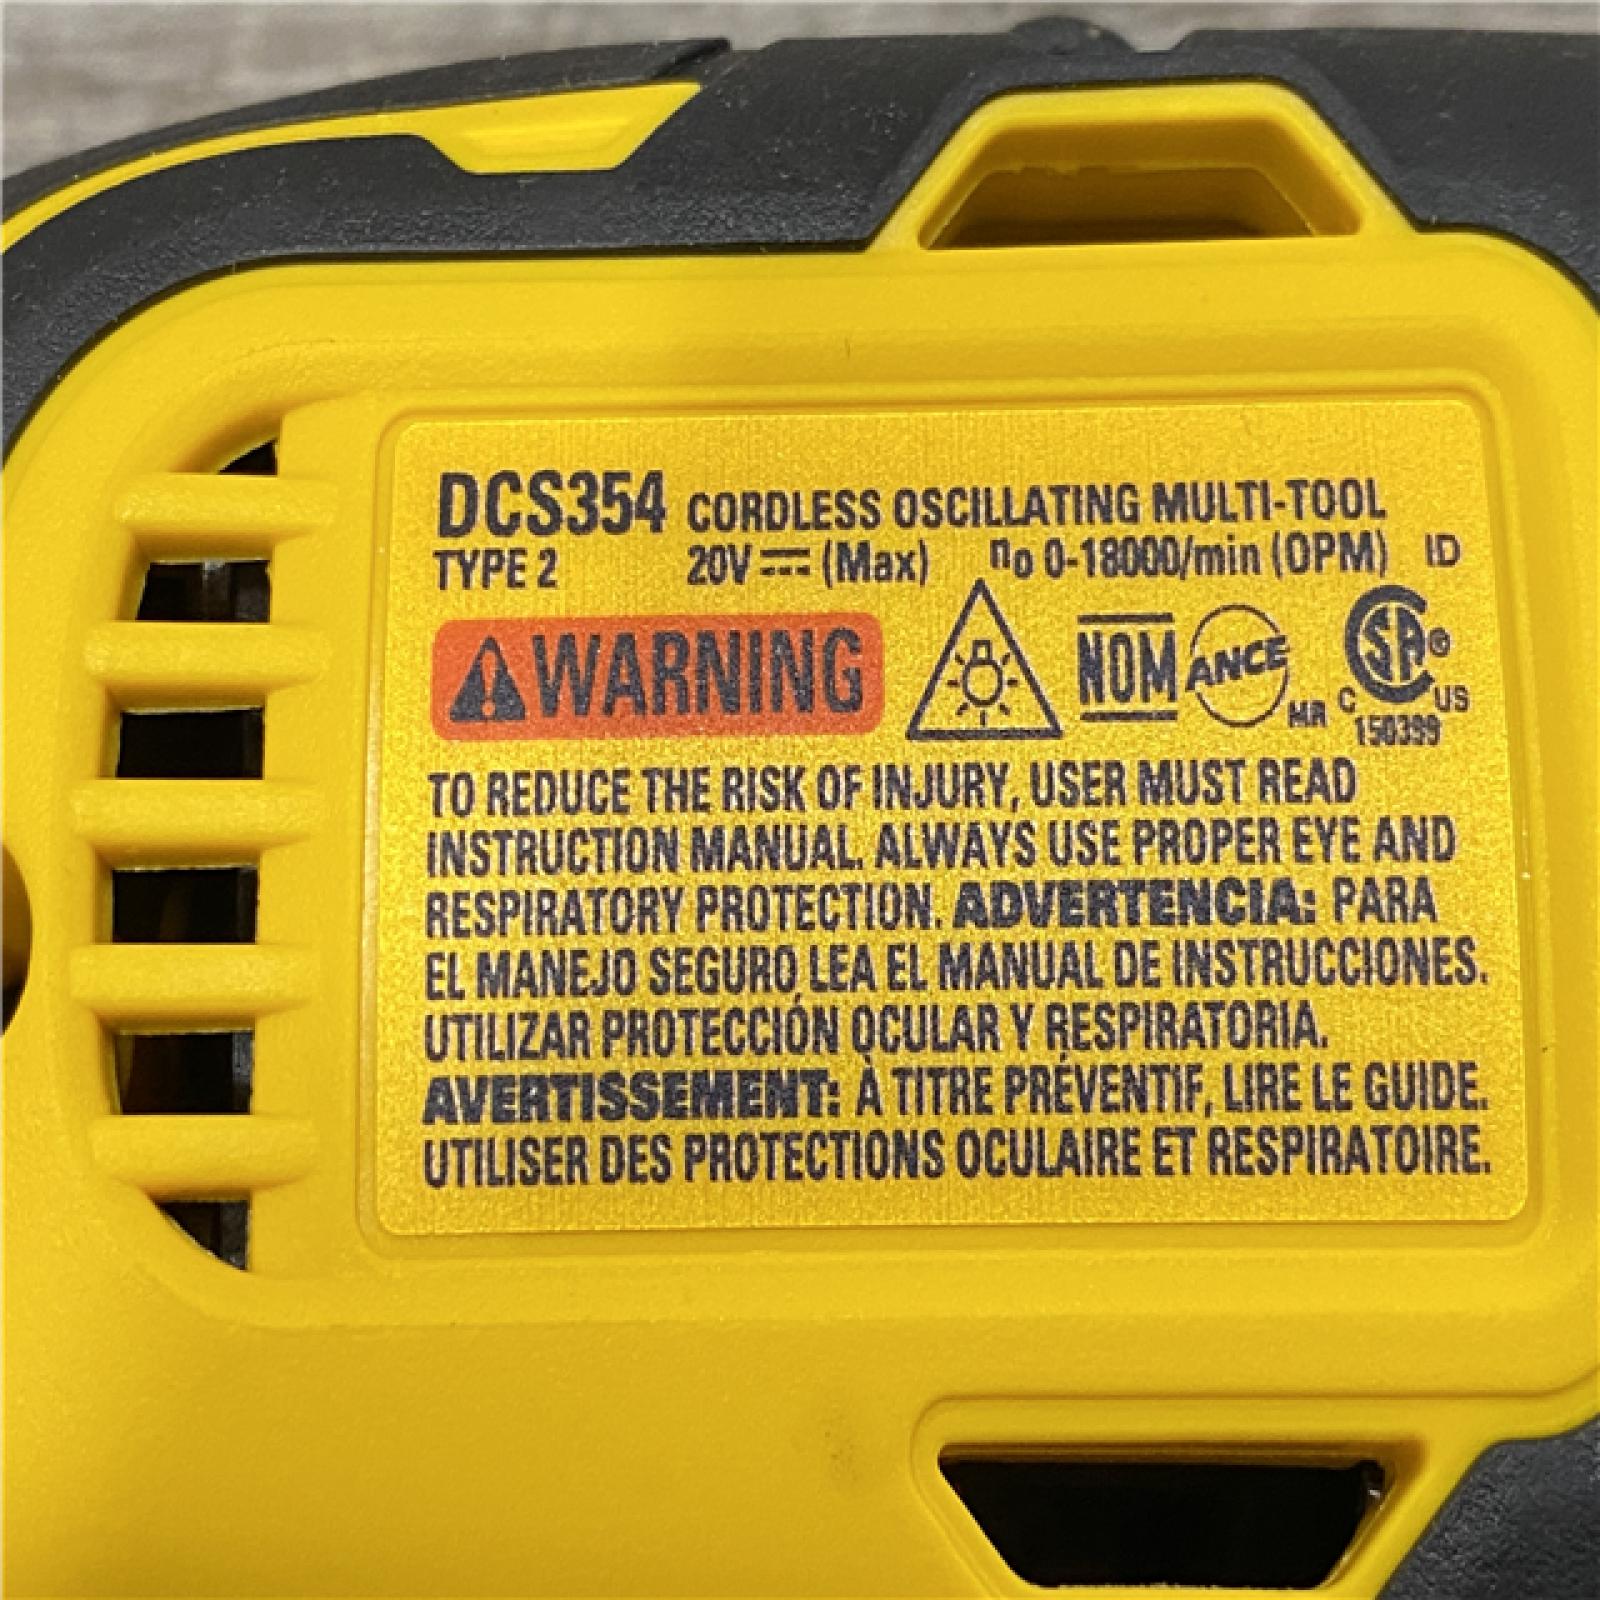 DCS354 CORDLESS OSCILLATING MULTI-TOOL
TYPE 2 20V (Max) no 0-18000/min (OPM) ID
WARNING NOM ANCE MR C SA® US
150399
TO REDUCE THE RISK OF INJURY, USER MUST READ
INSTRUCTION MANUAL. ALWAYS USE PROPER EYE AND
RESPIRATORY PROTECTION. ADVERTENCIA: PARA
EL MANEJO SEGURO LEA EL MANUAL DE INSTRUCCIONES.
UTILIZAR PROTECCIÓN OCULAR Y RESPIRATORIA.
AVERTISSEMENT: À TITRE PRÉVENTIF, LIRE LE GUIDE.
UTILISER DES PROTECTIONS OCULAIRE ET RESPIRATOIRE.